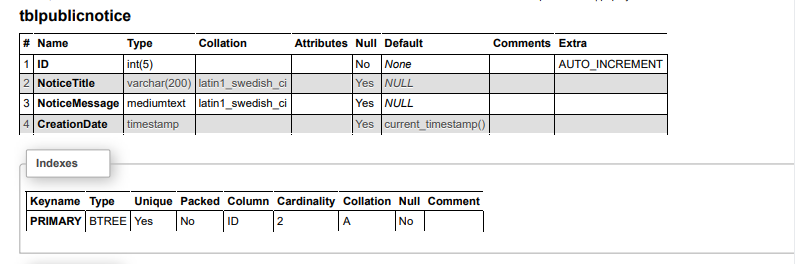 tblpublicnotice
# Name Type Collation Attributes Null Default Comments Extra
1 ID int(5) No None AUTO_INCREMENT
2 NoticeTitle varchar(200) latin1_swedish_ci Yes NULL
3 NoticeMessage mediumtext latin1_swedish_ci Yes NULL
4 CreationDate timestamp Yes current_timestamp()
Indexes
Keyname Type Unique Packed Column Cardinality Collation Null Comment
PRIMARY BTREE Yes No ID 2 A No